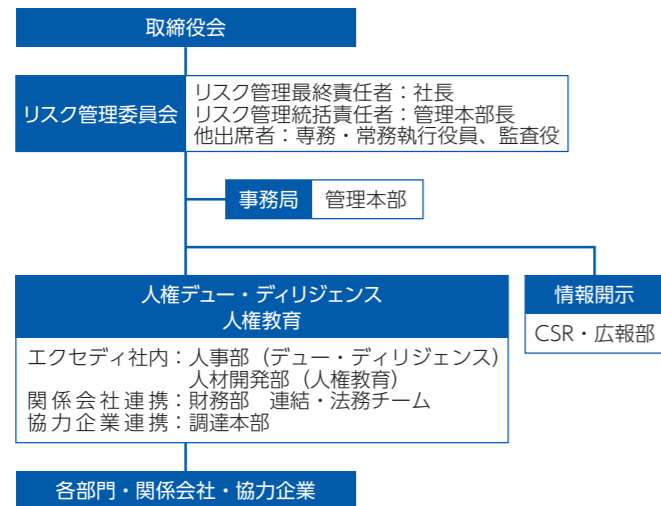 取締役会
リスク管理委員会
リスク管理最終責任者：社長
リスク管理統括責任者：管理本部長
他出席者：専務・常務執行役員、監査役
事務局 管理本部
人権デュー・ディリジェンス
人権教育
エクセディ社内：人事部（デュー・ディリジェンス）
人材開発部（人権教育）
関係会社連携：財務部　連結・法務チーム
協力企業連携：調達本部
情報開示
CSR・広報部
各部門・関係会社・協力企業